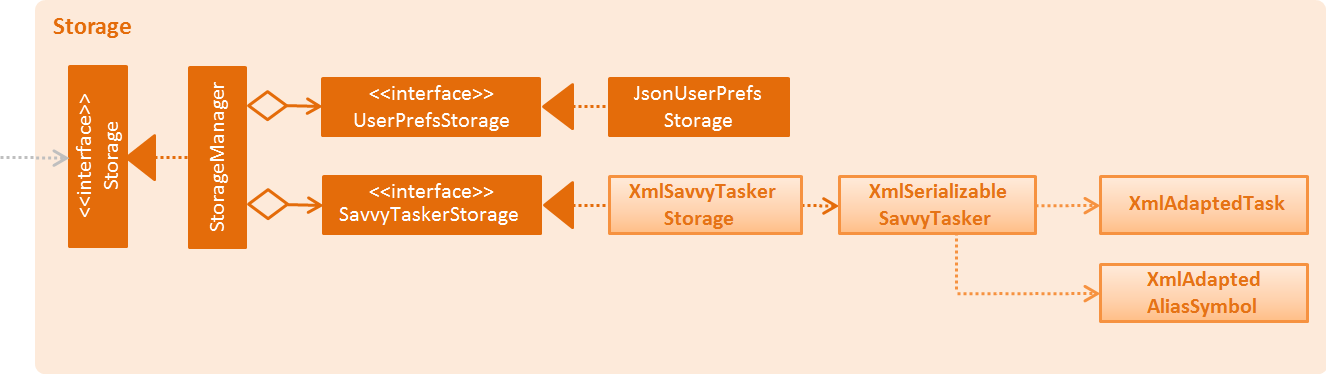 Storage
<<interface>>
Storage
StorageManager
<<interface>>
UserPrefsStorage
JsonUserPrefs
Storage
<<interface>>
SavvyTaskerStorage
XmlSavvyTasker
Storage
XmlSerializable
SavvyTasker
XmlAdaptedTask
XmlAdapted
AliasSymbol